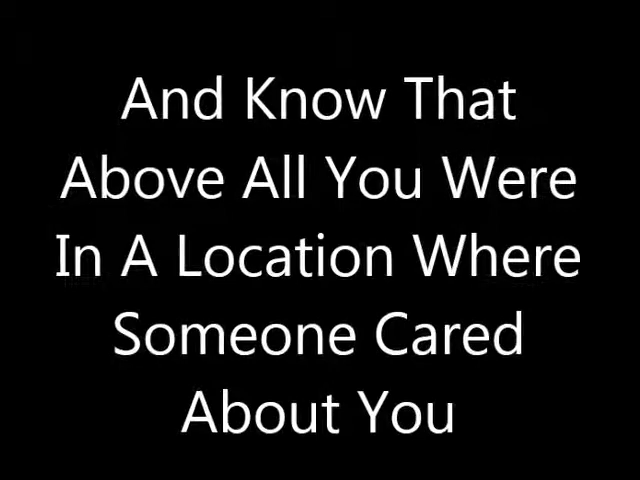 And Know That
Above All You Were
In A Location Where
Someone Cared
About You